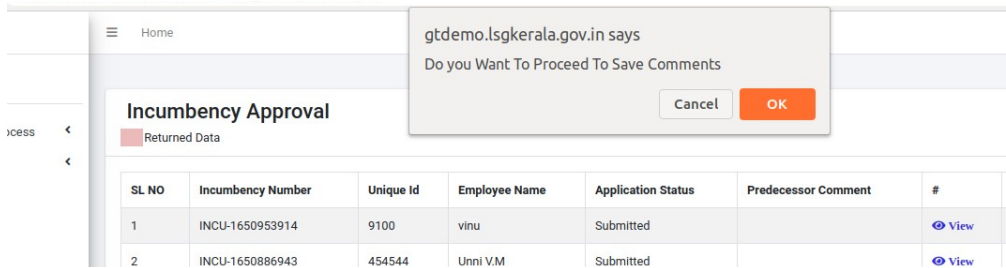 Home
gtdemo.lsgkerala.gov.in says
Do you Want To Proceed To Save Comments
Cancel OK
Incumbency Approval
Returned Data
SL NO Incumbency Number Unique Id Employee Name Application Status Predecessor Comment #
1 INCU-1650953914 9100 vinu Submitted View
2 INCU-1650886943 454544 Unni V.M Submitted View